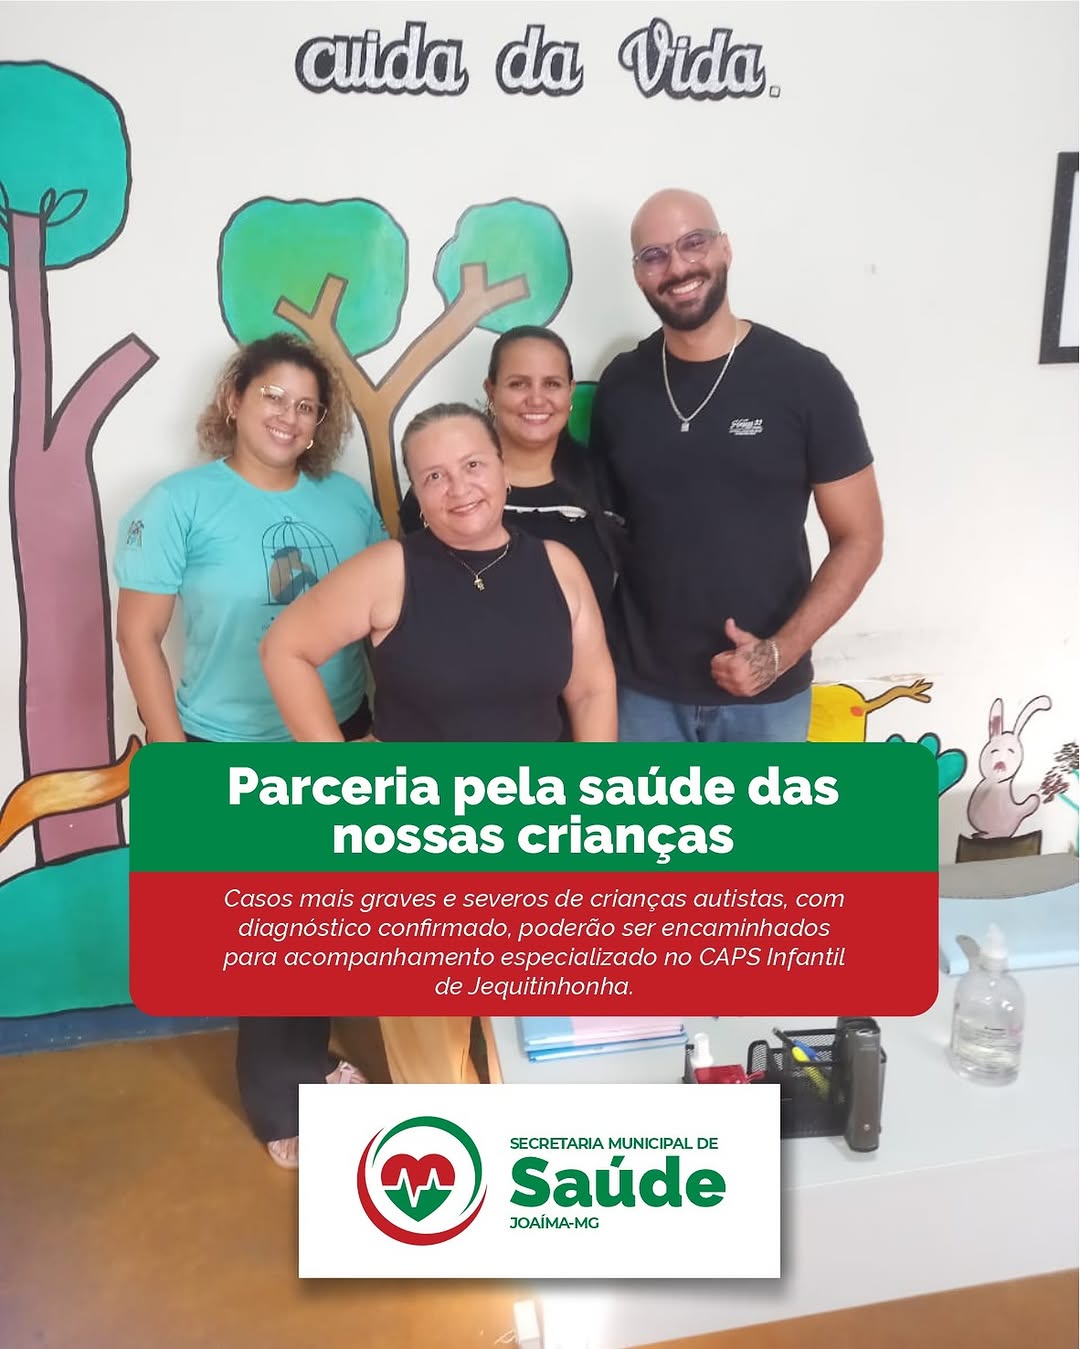 cuida da Vida.
Parceria pela saúde das
nossas crianças
Casos mais graves e severos de crianças autistas, com
diagnóstico confirmado, poderão ser encaminhados
para acompanhamento especializado no CAPS Infantil
de Jequitinhonha.
SECRETARIA MUNICIPAL DE
Saúde
JOAÍMA-MG